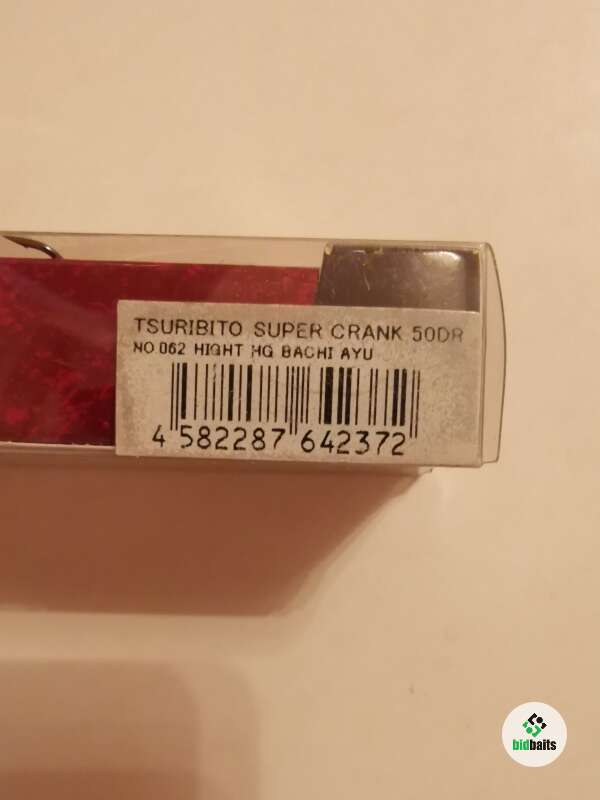 TSURIBITO SUPER CRANK 50DR
NO.062 HIGHT HG BACHI AYU
4 582287 642372
bidbaits